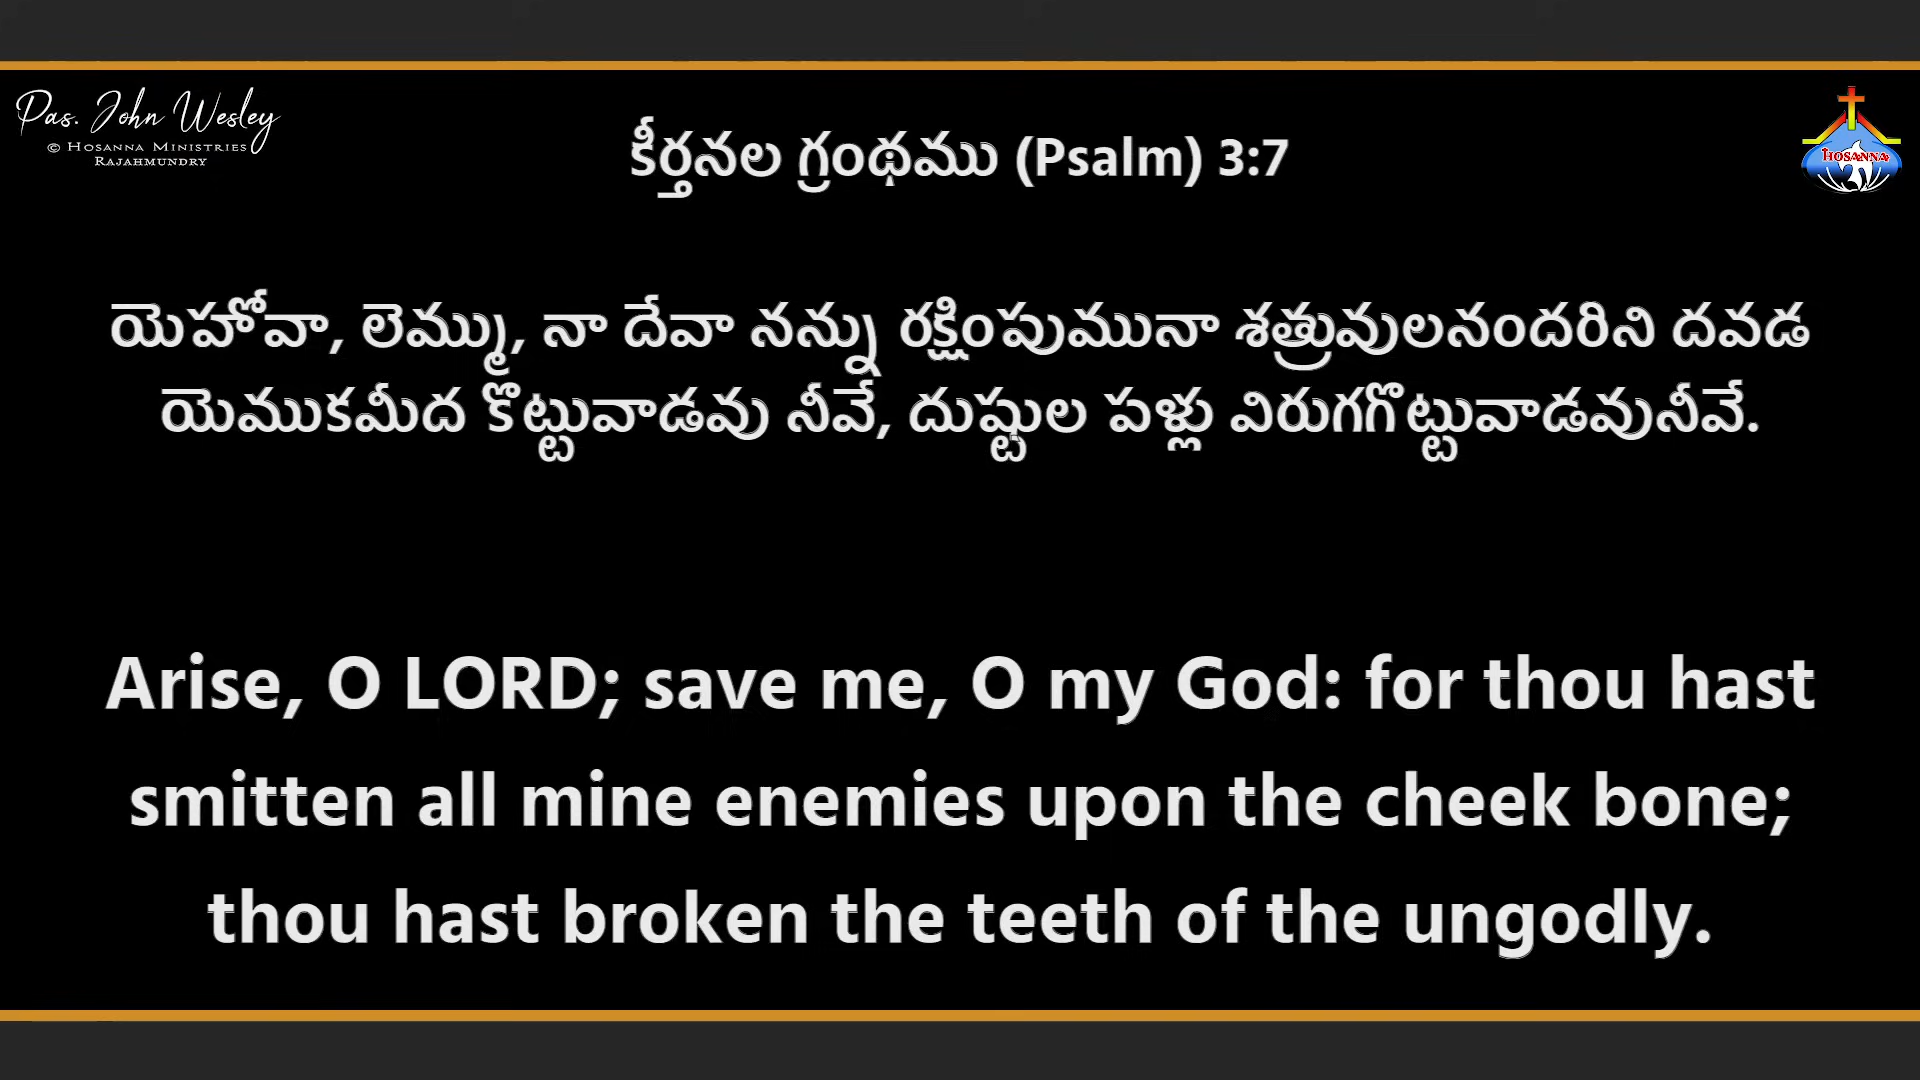 Pas. John Wesley
© HOSANNA MINISTRIES
RAJAHMUNDRY
కీర్తనల గ్రంథము (Psalm) 3:7
HOSANNA
యెహోవా, లెమ్ము, నా దేవా నన్ను రక్షింపుమునా శత్రువులనందరిని దవడ
యెముకమీద కొట్టువాడవు నీవే, దుష్టుల పళ్లు విరుగగొట్టువాడవునీవే.
Arise, O LORD; save me, O my God: for thou hast
smitten all mine enemies upon the cheek bone;
thou hast broken the teeth of the ungodly.